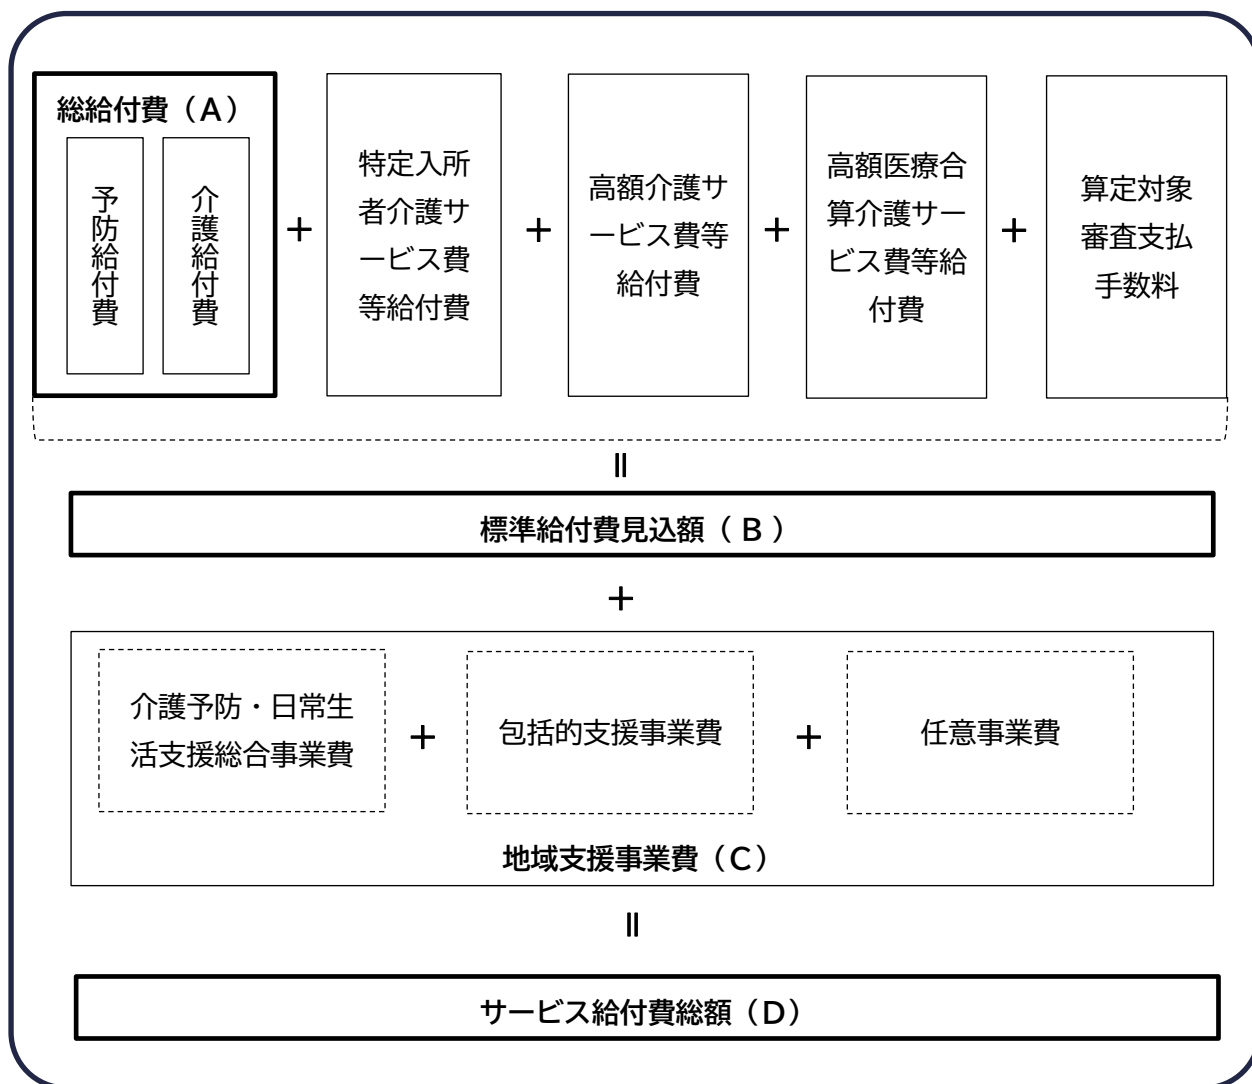 総給付費（A）
予防給付費
介護給付費
＋
特定入所
者介護サ
ービス費
等給付費
＋
高額介護サ
ービス費等
給付費
＋
高額医療合
算介護サー
ビス費等給
付費
＋
算定対象
審査支払
手数料
＝
標準給付費見込額（ B ）
＋
介護予防・日常生
活支援総合事業費
＋
包括的支援事業費
＋
任意事業費
地域支援事業費（C）
＝
サービス給付費総額（D）